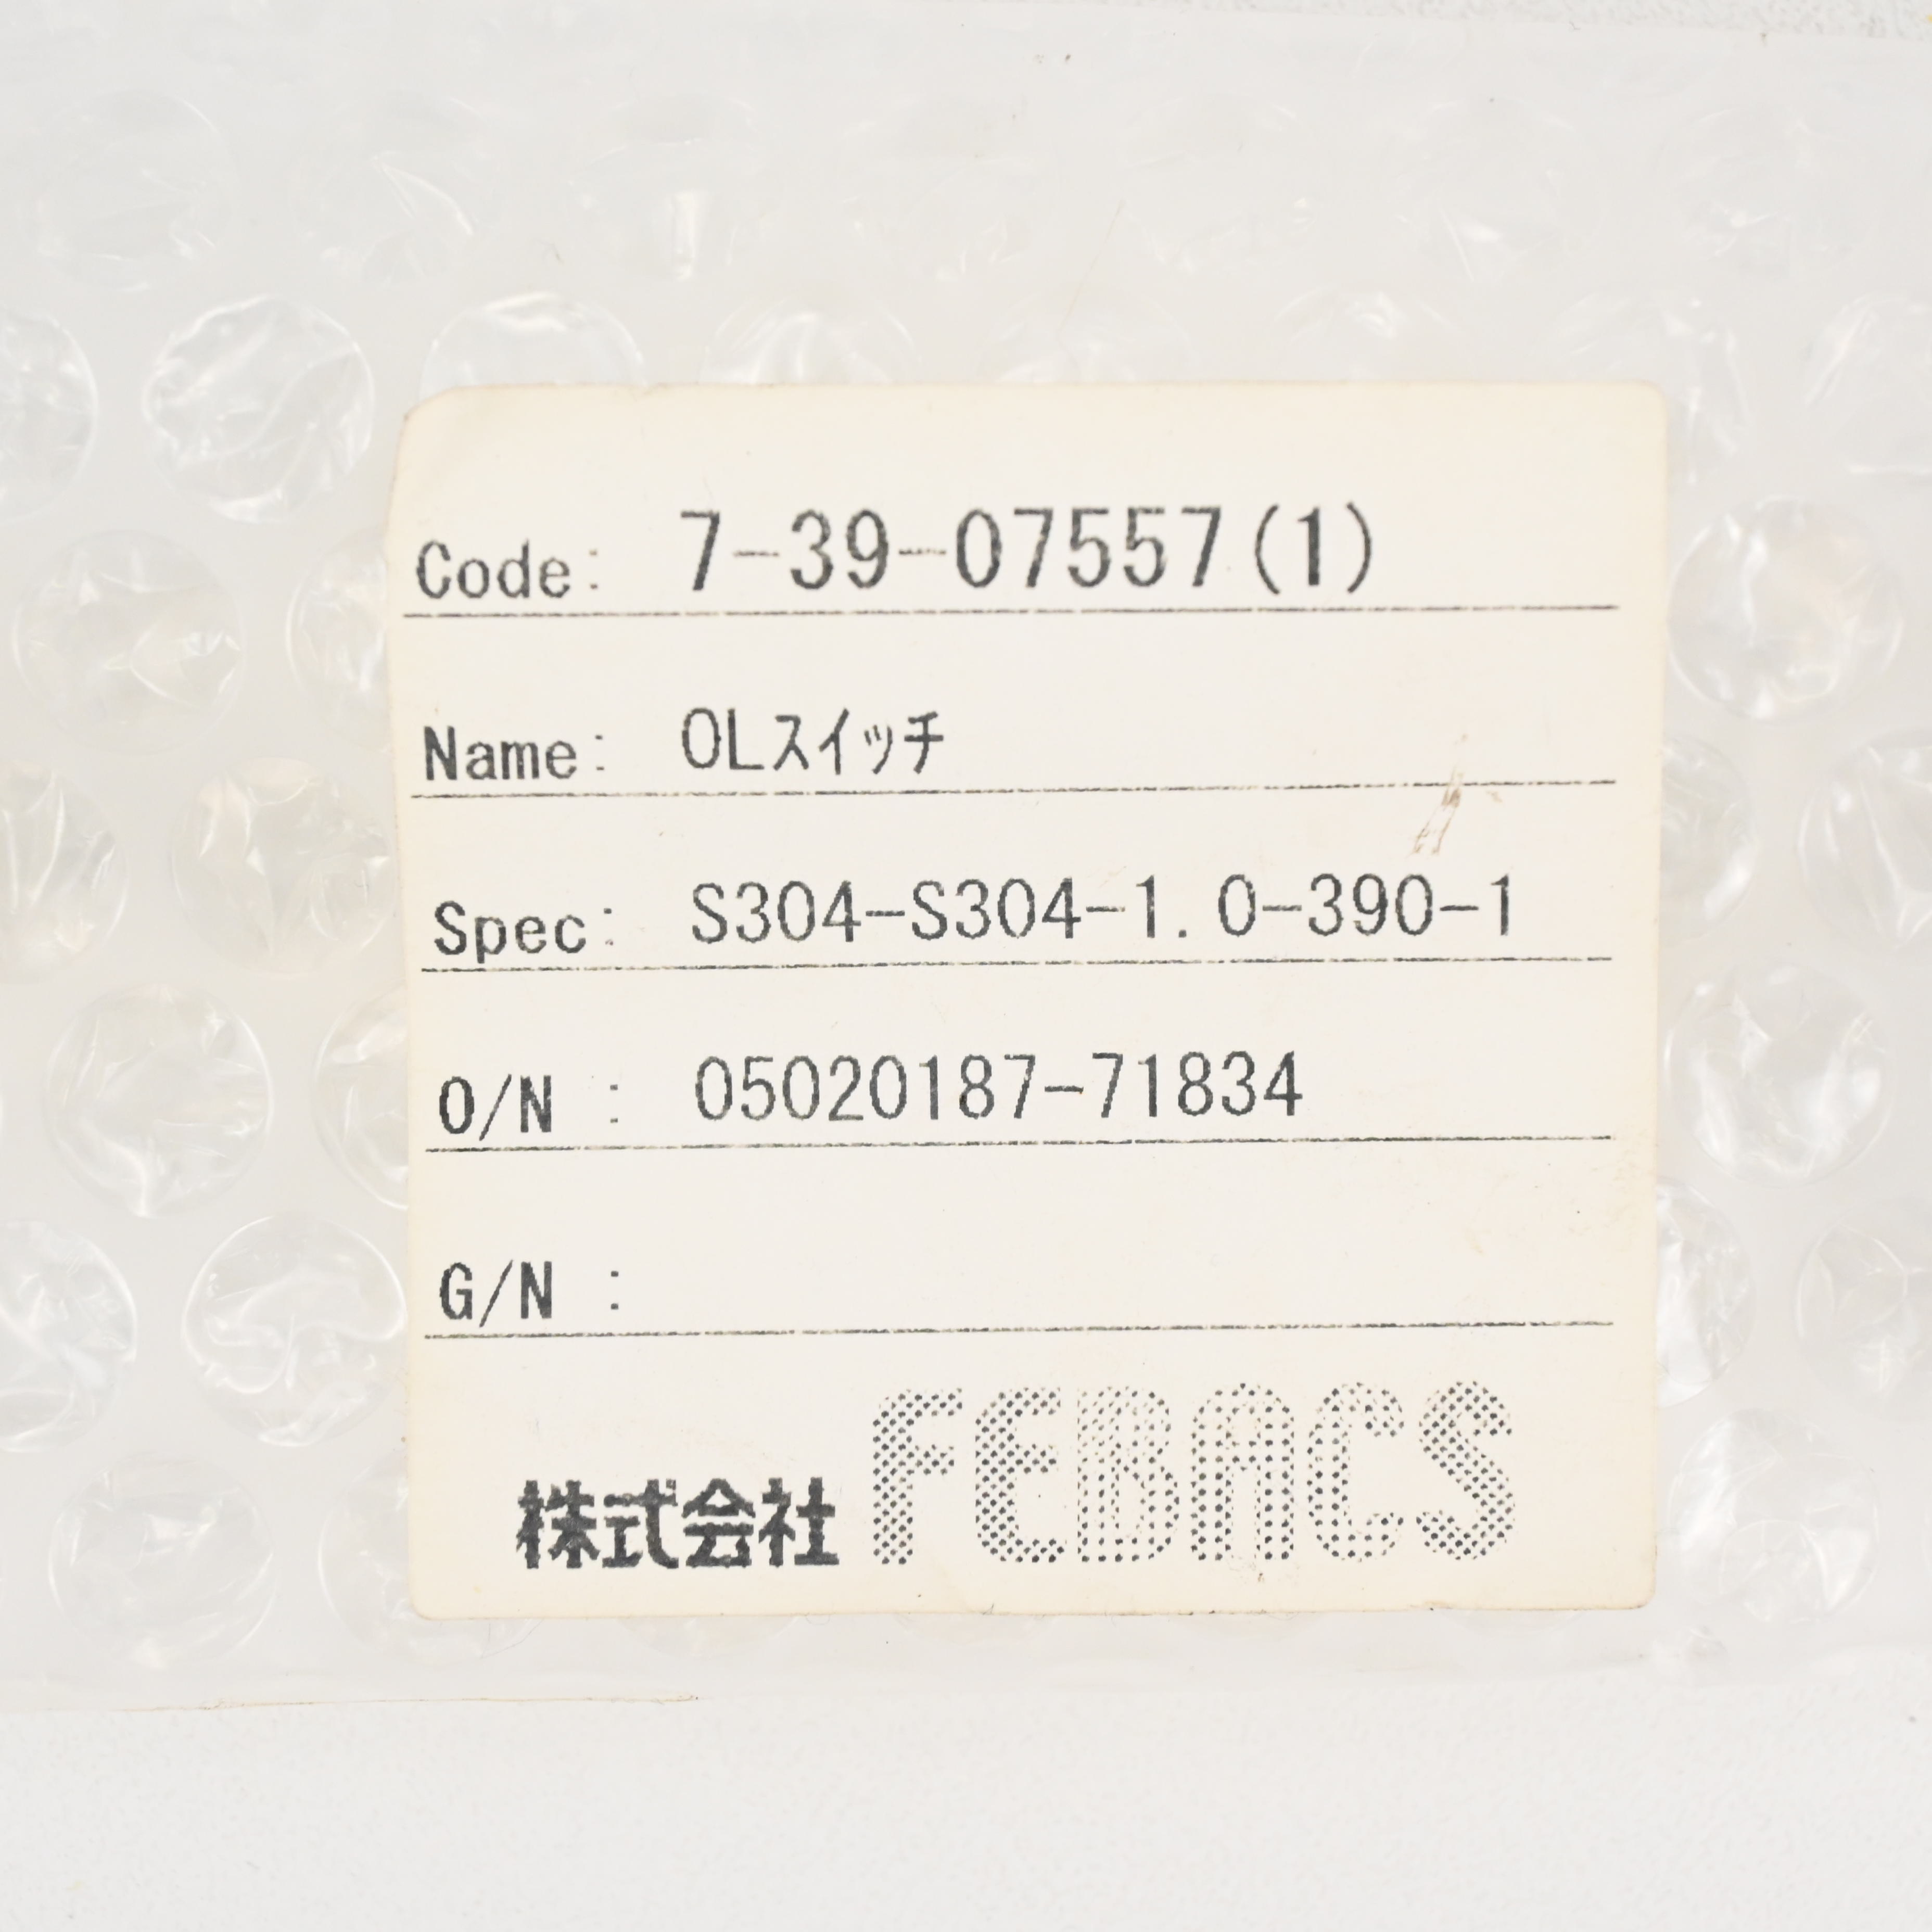 Code: 7-39-07557(1)
Name: OLスイッチ
Spec: S304-S304-1.0-390-1
O/N : 05020187-71834
G/N :
株式会社 FEBACS